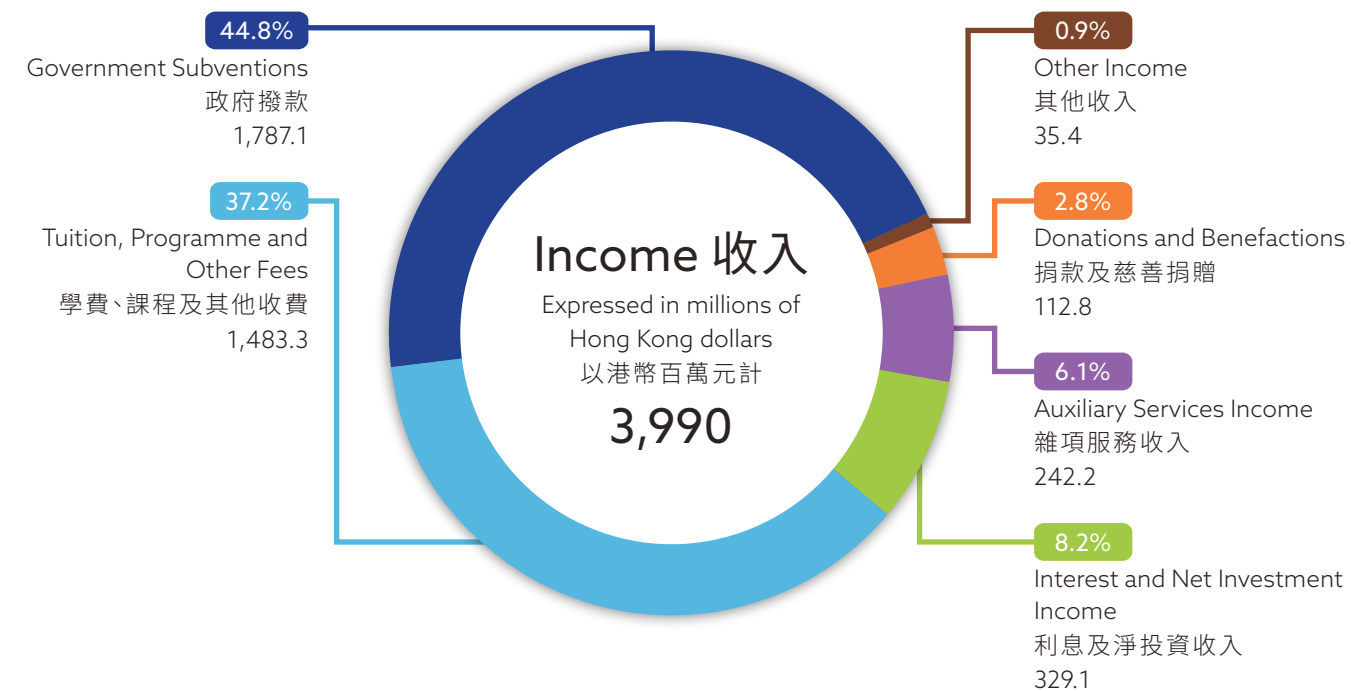 44.8%
Government Subventions
政府撥款
1,787.1
37.2%
Tuition, Programme and
Other Fees
學費、課程及其他收費
1,483.3
Income 收入
Expressed in millions of
Hong Kong dollars
以港幣百萬元計
3,990
0.9%
Other Income
其他收入
35.4
2.8%
Donations and Benefactions
捐款及慈善捐贈
112.8
6.1%
Auxiliary Services Income
雜項服務收入
242.2
8.2%
Interest and Net Investment
Income
利息及淨投資收入
329.1